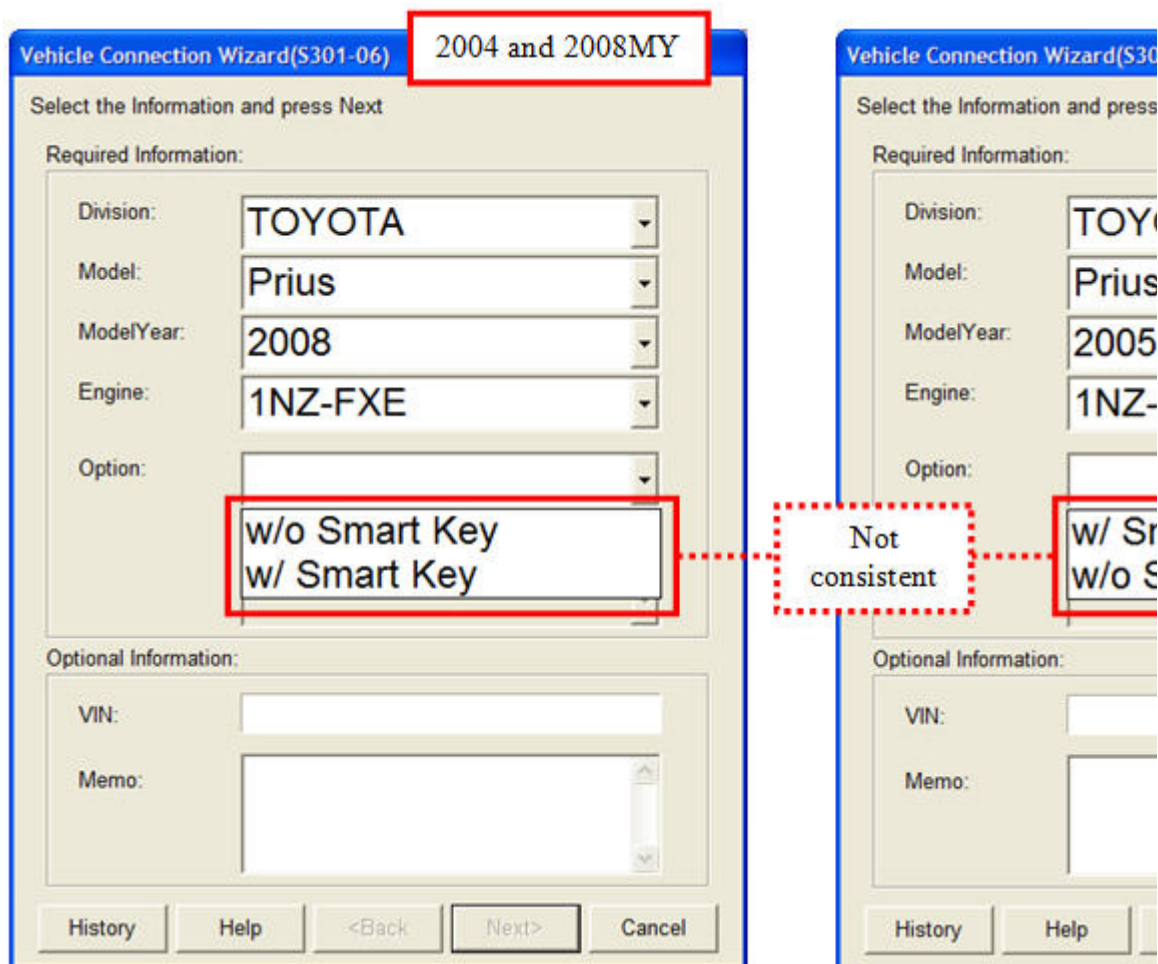 2004 and 2008MY
Vehicle Connection Wizard(S301-06)
Select the Information and press Next
Required Information:
Division:
TOYOTA
Model:
Prius
ModelYear:
2008
Engine:
1NZ-FXE
Option:
w/o Smart Key
w/ Smart Key
Optional Information:
VIN:
Memo:
History
Help
<Back
Next>
Cancel
Not
consistent
Vehicle Connection Wizard(S30
Select the Information and press
Required Information:
Division:
TOYO
Model:
Prius
ModelYear:
2005
Engine:
1NZ-
Option:
w/ Sm
w/o S
Optional Information:
VIN:
Memo:
History
Help